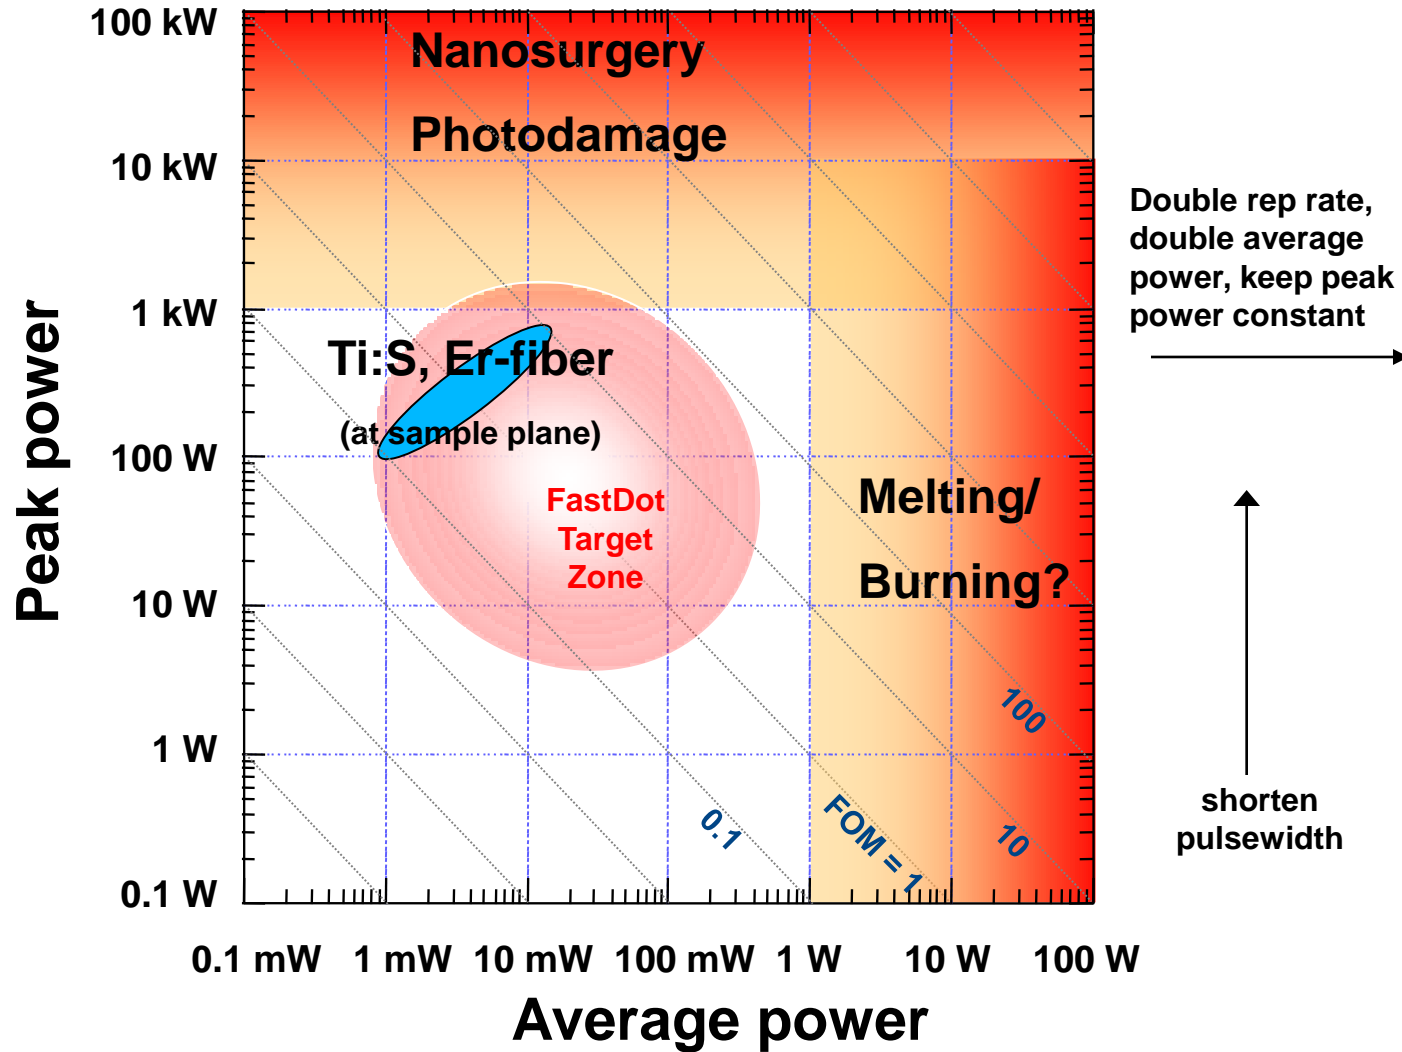 100 kW
10 kW
1 kW
100 W
10 W
1 W
0.1 W
Peak power
Nanosurgery
Photodamage
Ti:S, Er-fiber
(at sample plane)
FastDot
Target
Zone
Melting/
Burning?
100
10
FOM = 1
0.1
0.1 mW
1 mW
10 mW
100 mW
1 W
10 W
100 W
Average power
Double rep rate,
double average
power, keep peak
power constant
shorten
pulsewidth